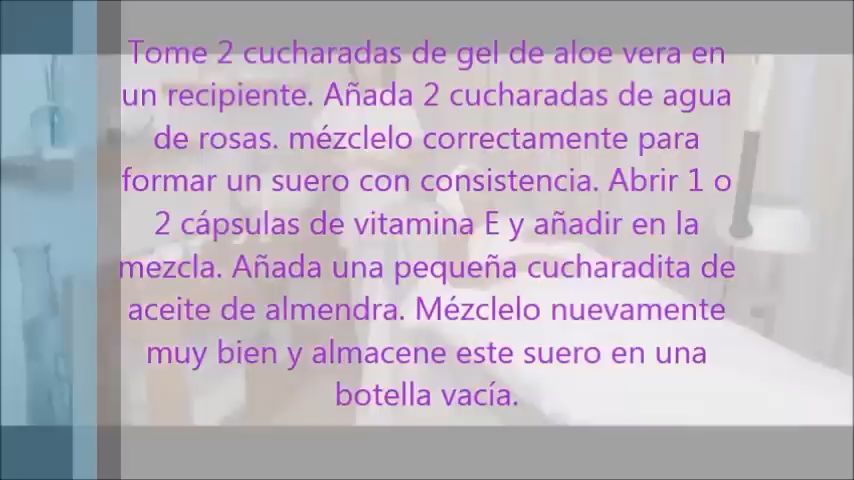 Tome 2 cucharadas de gel de aloe vera en
un recipiente. Añada 2 cucharadas de agua
de rosas. mézclelo correctamente para
formar un suero con consistencia. Abrir 1 o
2 cápsulas de vitamina E y añadir en la
mezcla. Añada una pequeña cucharadita de
aceite de almendra. Mézclelo nuevamente
muy bien y almacene este suero en una
botella vacía.